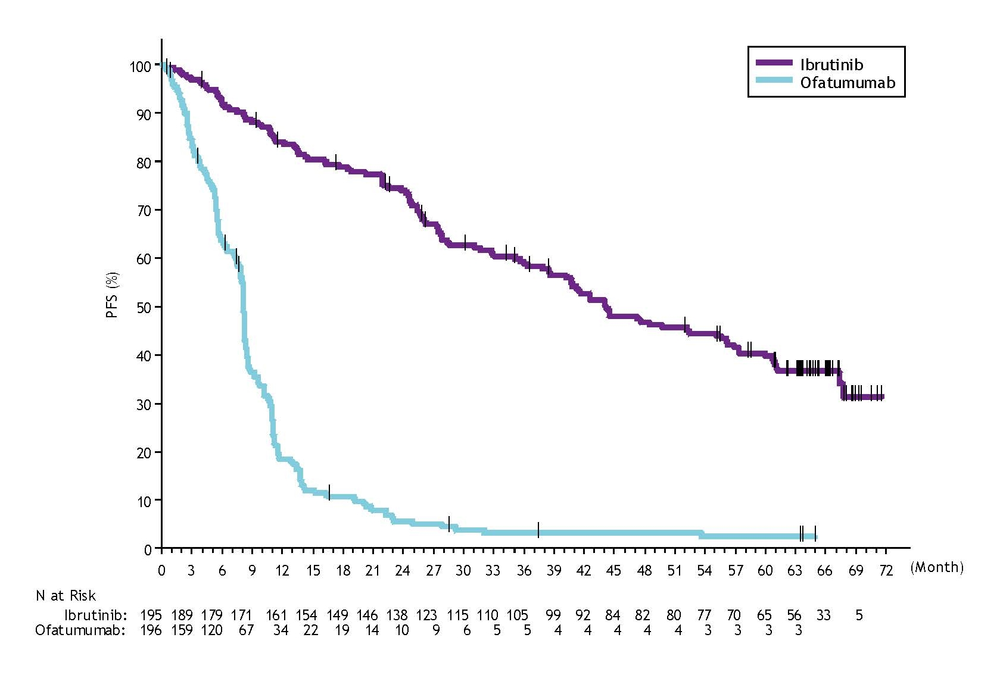 Ibrutinib
Ofatumumab
100
90
80
70
60
50
40
30
20
10
0
PFS (%)
0 3 6 9 12 15 18 21 24 27 30 33 36 39 42 45 48 51 54 57 60 63 66 69 72 (Month)
N at Risk
Ibrutinib: 195 189 179 171 161 154 149 146 138 123 115 110 105 99 92 84 82 80 77 70 65 56 33 5
Ofatumumab: 196 159 120 67 34 22 19 14 10 9 6 5 5 4 4 4 4 4 3 3 3 3